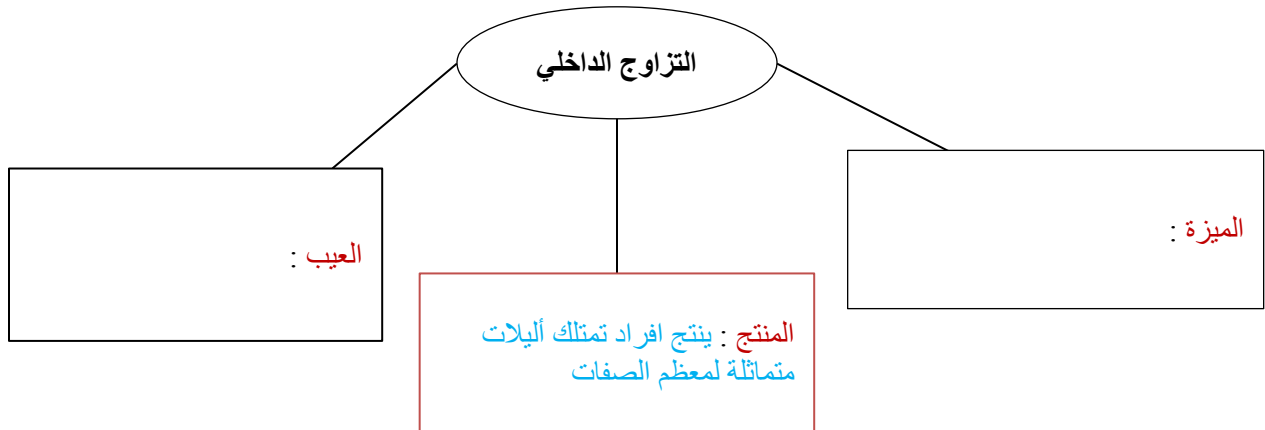 التزاوج الداخلي
الميزة :
العيب :
المنتج : ينتج افراد تمتلك أليلات
متماثلة لمعظم الصفات